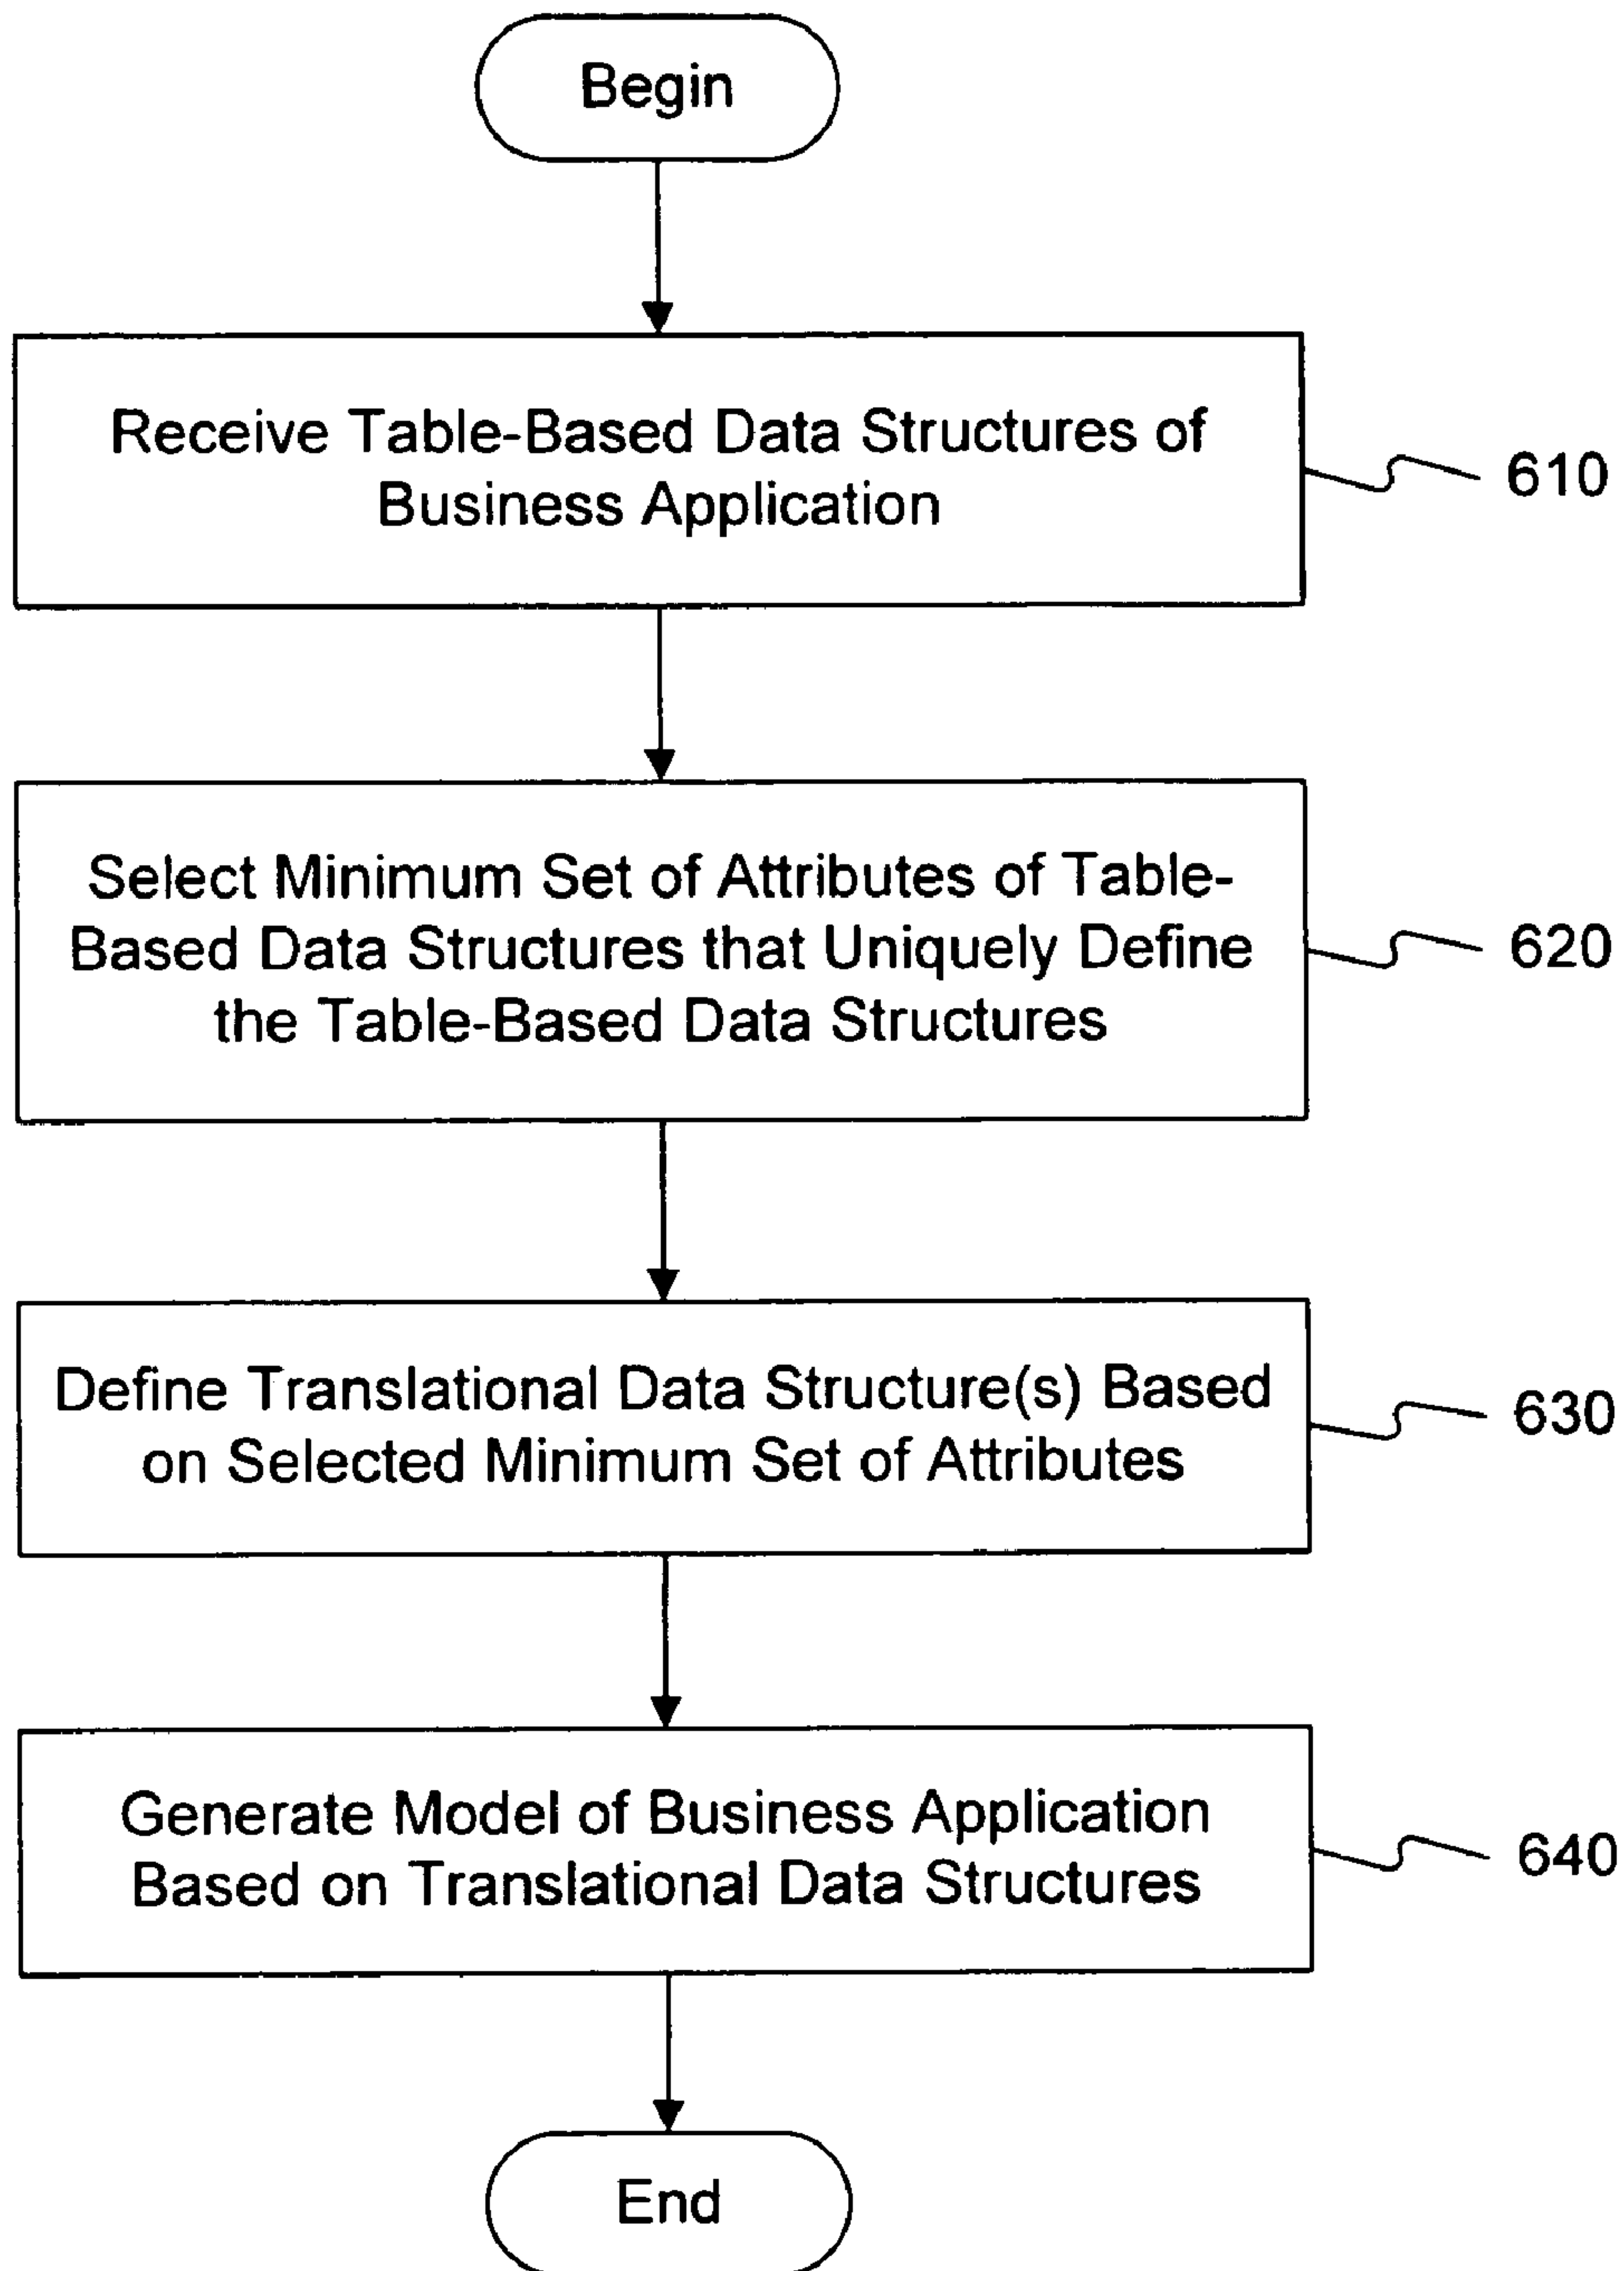 Begin
Receive Table-Based Data Structures of
Business Application
610
Select Minimum Set of Attributes of Table-
Based Data Structures that Uniquely Define
the Table-Based Data Structures
620
Define Translational Data Structure(s) Based
on Selected Minimum Set of Attributes
630
Generate Model of Business Application
Based on Translational Data Structures
640
End